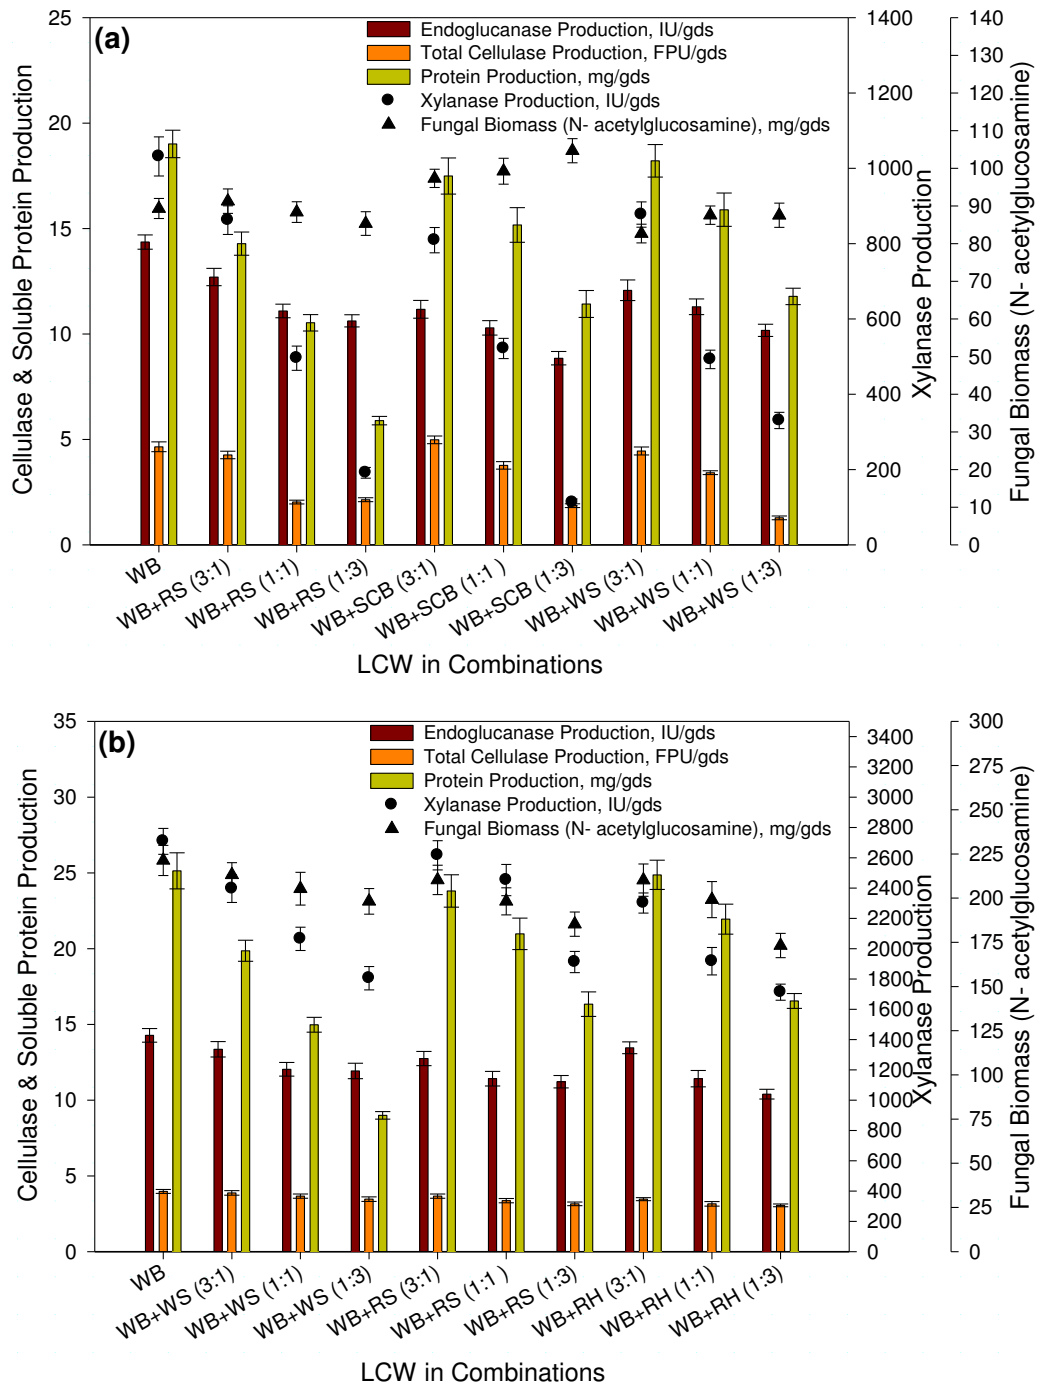 (a)
Endoglucanase Production, IU/gds
Total Cellulase Production, FPU/gds
Protein Production, mg/gds
Xylanase Production, IU/gds
Fungal Biomass (N- acetylglucosamine), mg/gds
Cellulase & Soluble Protein Production
25
20
15
10
5
0
Xylanase Production
1400
1200
1000
800
600
400
200
0
Fungal Biomass (N- acetylglucosamine)
140
130
120
110
100
90
80
70
60
50
40
30
20
10
0
WB
WB+RS (3:1)
WB+RS (1:1)
WB+RS (1:3)
WB+SCB (3:1)
WB+SCB (1:1 )
WB+SCB (1:3)
WB+WS (3:1)
WB+WS (1:1)
WB+WS (1:3)
LCW in Combinations
(b)
Endoglucanase Production, IU/gds
Total Cellulase Production, FPU/gds
Protein Production, mg/gds
Xylanase Production, IU/gds
Fungal Biomass (N- acetylglucosamine), mg/gds
Cellulase & Soluble Protein Production
35
30
25
20
15
10
5
0
Xylanase Production
3400
3200
3000
2800
2600
2400
2200
2000
1800
1600
1400
1200
1000
800
600
400
200
0
Fungal Biomass (N- acetylglucosamine)
300
275
250
225
200
175
150
125
100
75
50
25
0
WB
WB+WS (3:1)
WB+WS (1:1)
WB+WS (1:3)
WB+RS (3:1)
WB+RS (1:1 )
WB+RS (1:3)
WB+RH (3:1)
WB+RH (1:1)
WB+RH (1:3)
LCW in Combinations